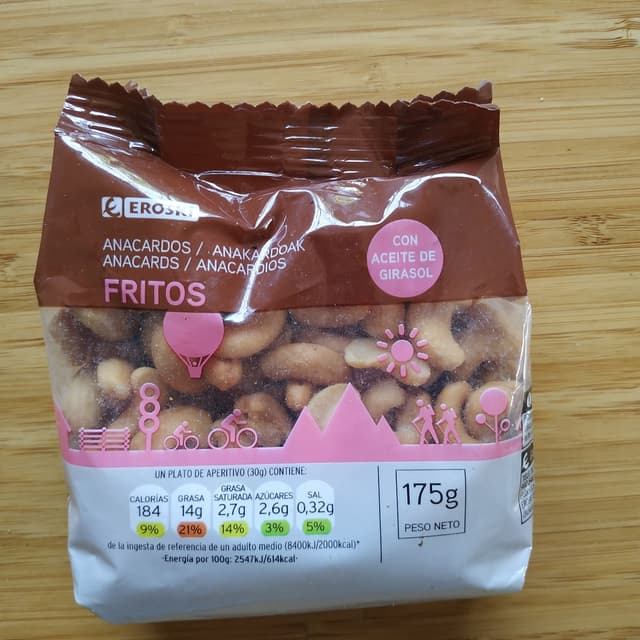 EROSKI
ANACARDOS / ANAKARDOAK
ANACARDS / ANACARDIOS
FRITOS
CON
ACEITE DE
GIRASOL
UN PLATO DE APERITIVO (30g) CONTIENE:
CALORÍAS
184
9%
GRASA
14g
21%
GRASA
SATURADA
2,7g
14%
AZÚCARES
2,6g
3%
SAL
0,32g
5%
de la ingesta de referencia de un adulto medio (8400kJ/2000kcal)*
·Energía por 100g: 2547kJ/614kcal·
175g
PESO NETO